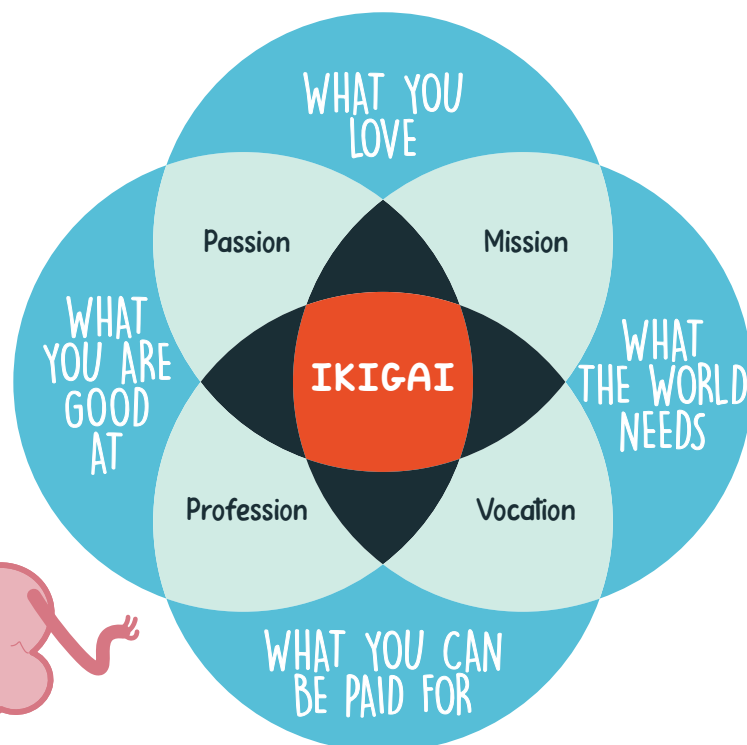 WHAT YOU
LOVE
Passion
Mission
WHAT
YOU ARE
GOOD
AT
IKIGAI
WHAT
THE WORLD
NEEDS
Profession
Vocation
WHAT YOU CAN
BE PAID FOR